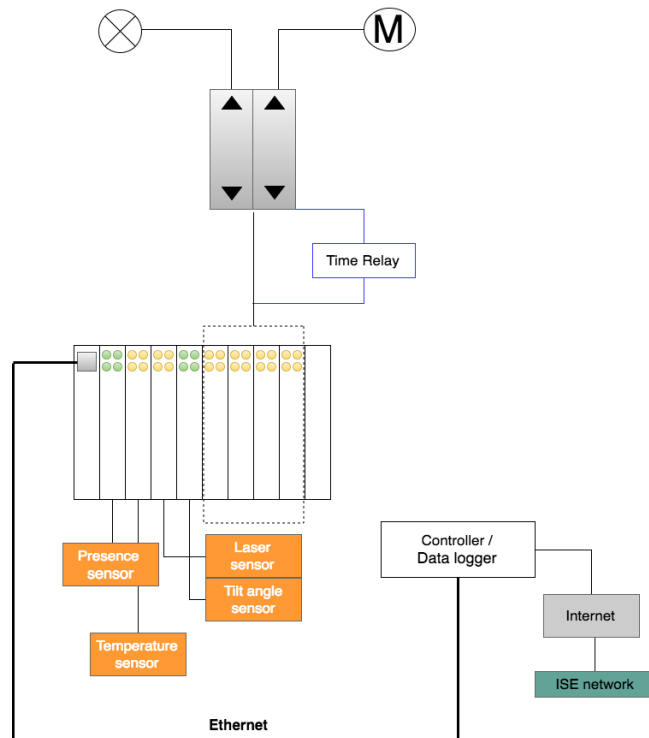 M
Time Relay
Presence
sensor
Laser
sensor
Tilt angle
sensor
Temperature
sensor
Controller /
Data logger
Internet
ISE network
Ethernet